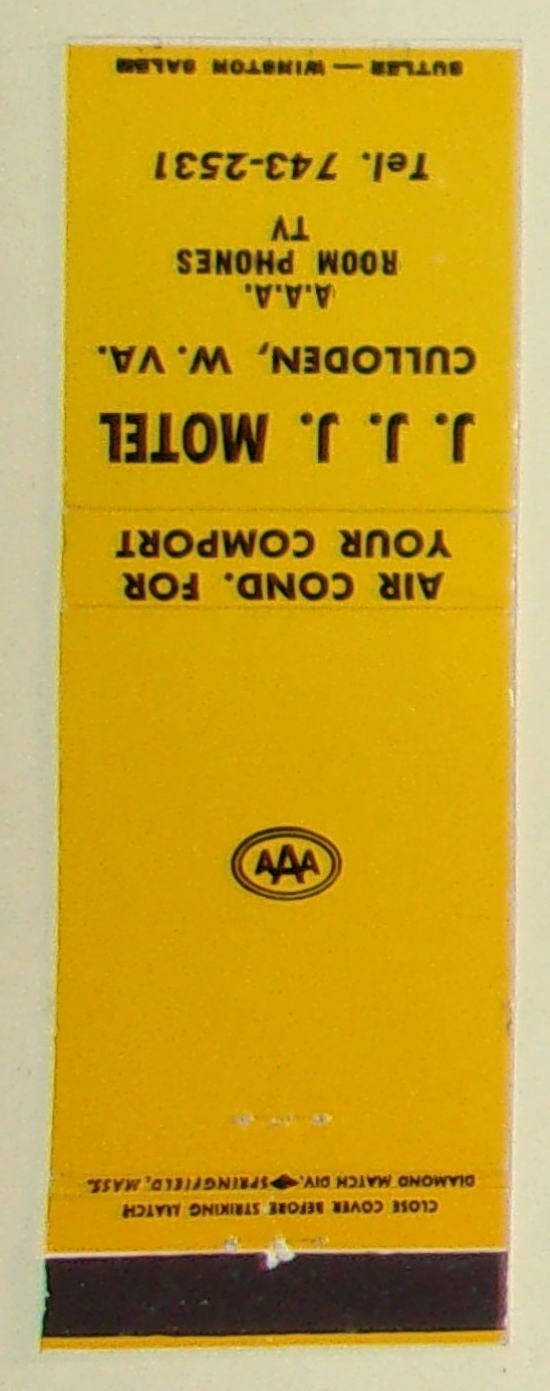 CLOSE COVER BEFORE STRIKING MATCH
DIAMOND MATCH DIV. SPRINGFIELD, MASS.
AAA
AIR COND. FOR
YOUR COMPORT
J. J. J. MOTEL
CULLODEN, W. VA.
A.A.A.
ROOM PHONES
TV
Tel. 743-2531
BUTLER — WINSTON SALEM